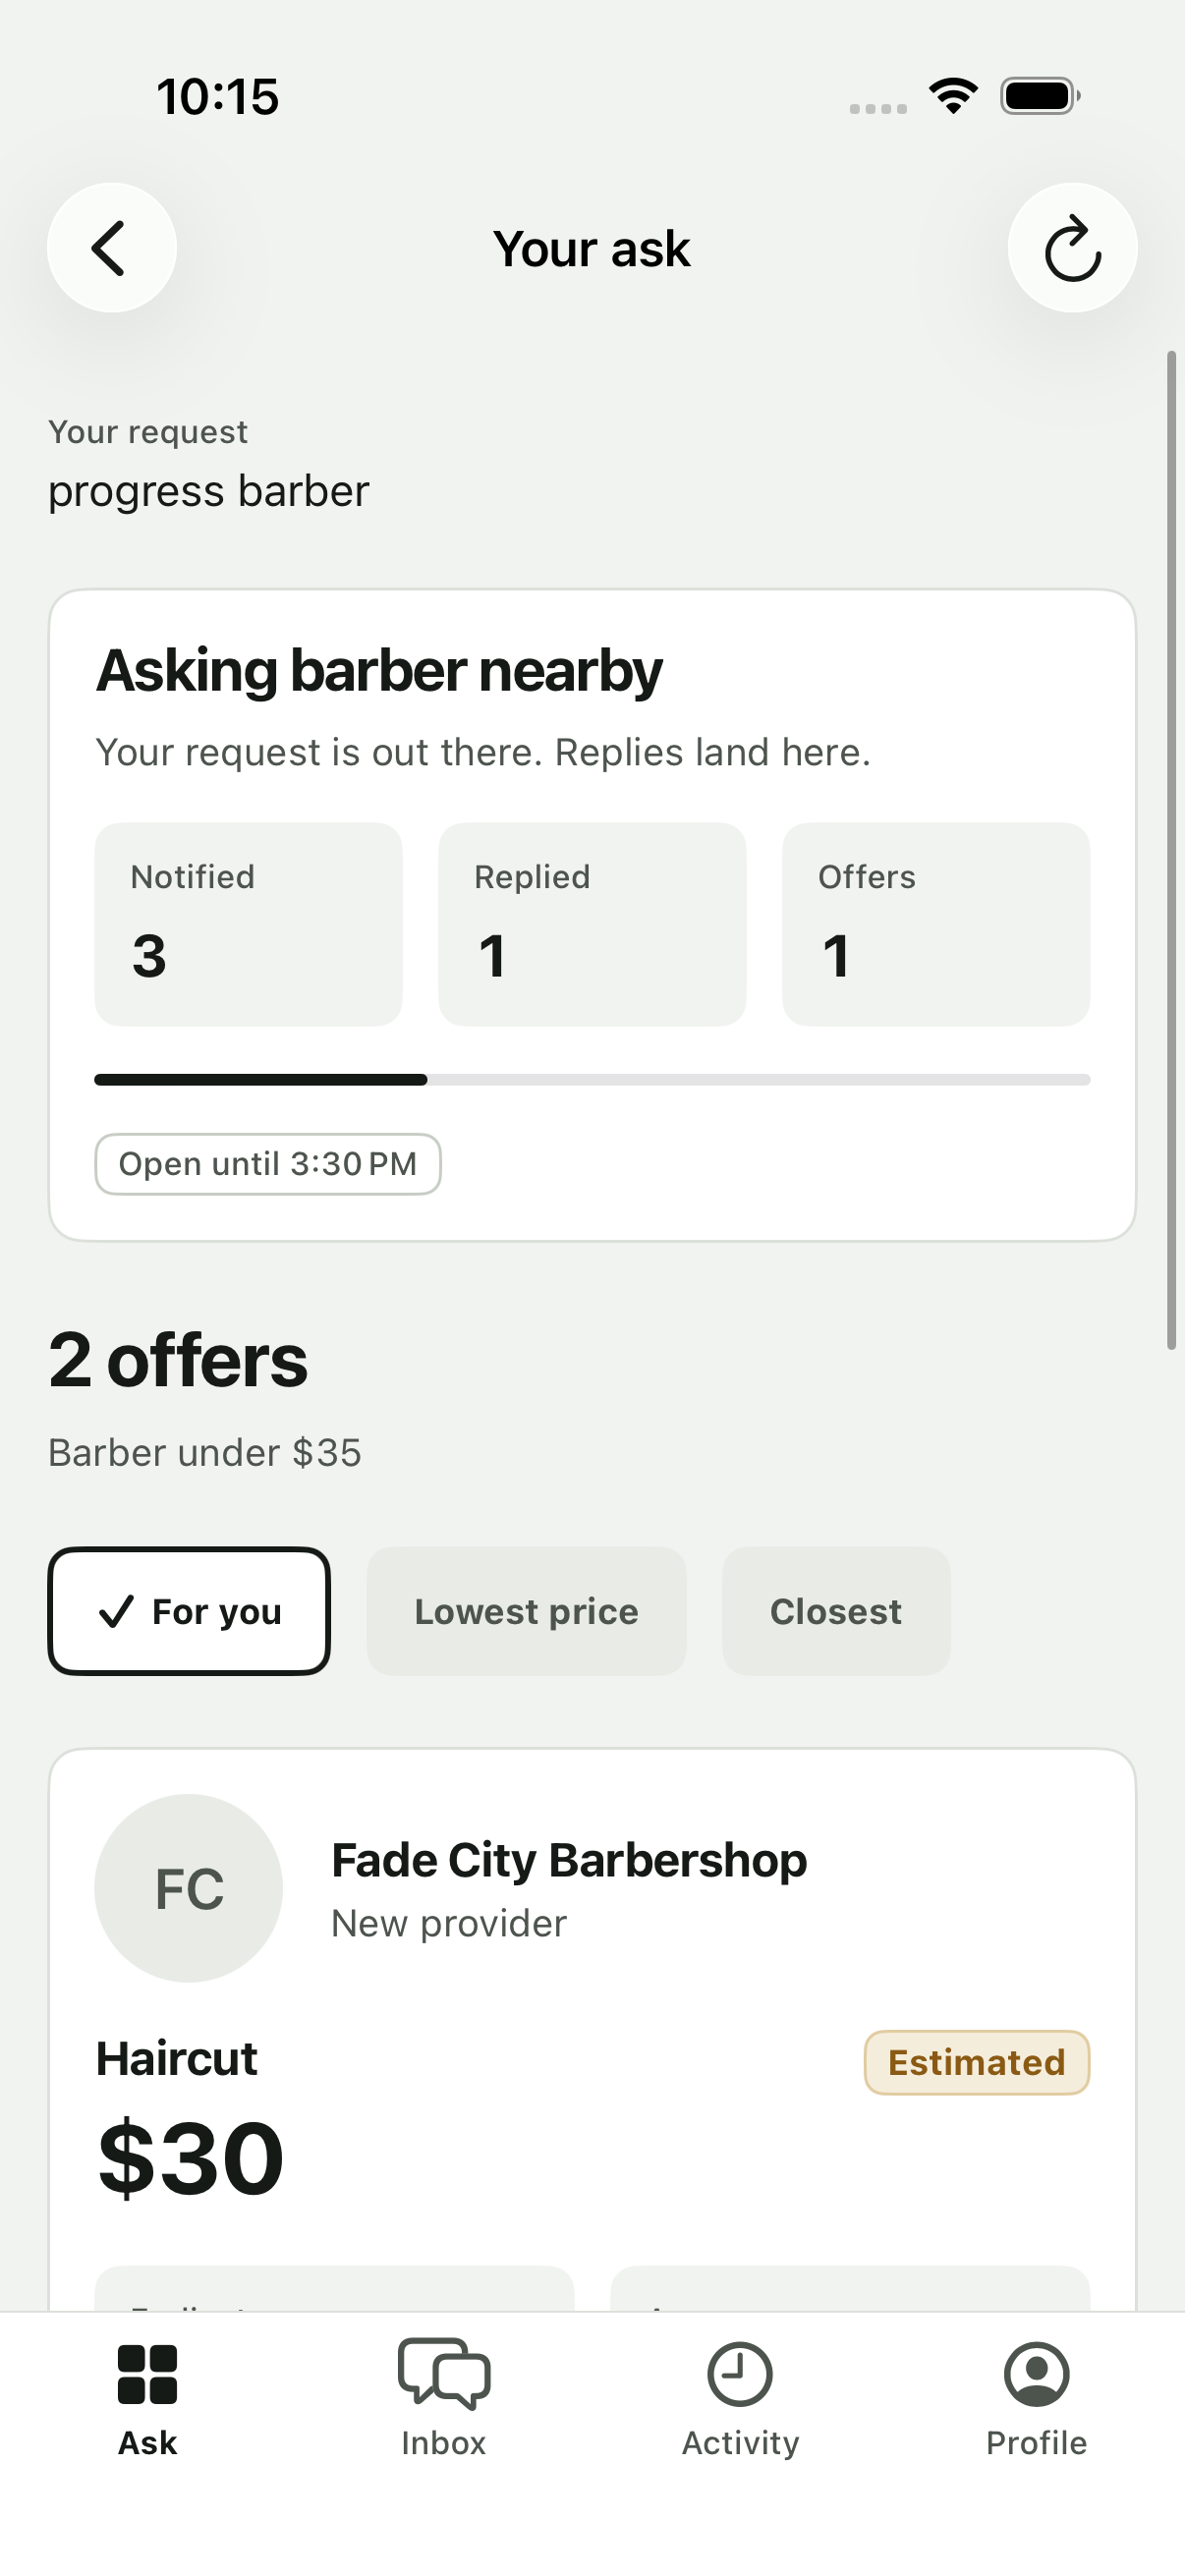 10:15
Your ask
Your request
progress barber
Asking barber nearby
Your request is out there. Replies land here.
Notified
Replied
Offers
3
1
1
Open until 3:30 PM
2 offers
Barber under $35
For you
Lowest price
Closest
FC
Fade City Barbershop
New provider
Haircut
Estimated
$30
Ask
Inbox
Activity
Profile